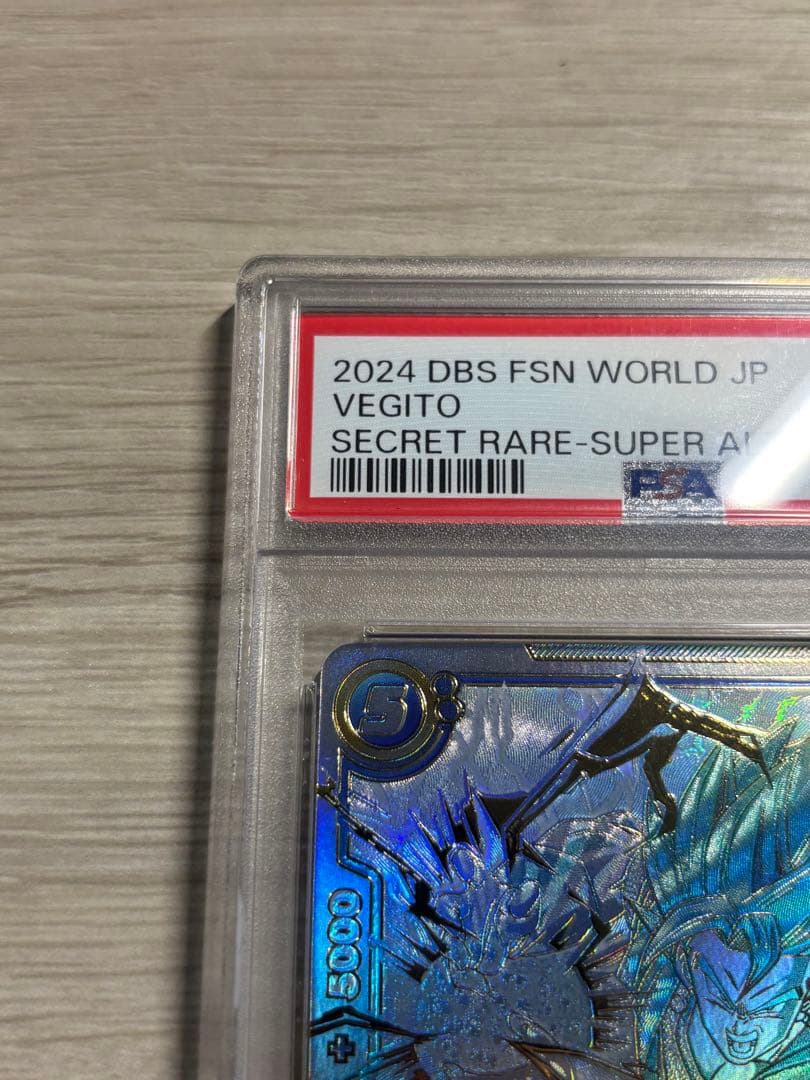 2024 DBS FSN WORLD JP
VEGITO
SECRET RARE-SUPER
PSA
5
+ 5000